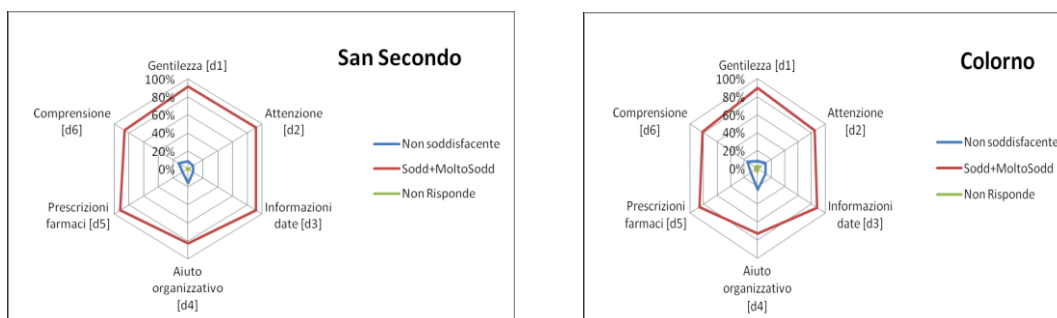 San Secondo
Gentilezza [d1]
100%
80%
60%
40%
20%
0%
Attenzione
[d2]
Informazioni
date [d3]
Aiuto
organizzativo
[d4]
Prescrizioni
farmaci [d5]
Comprensione
[d6]
Non soddisfacente
Sodd+MoltoSodd
Non Risponde
Colorno
Gentilezza [d1]
100%
80%
60%
40%
20%
0%
Attenzione
[d2]
Informazioni
date [d3]
Aiuto
organizzativo
[d4]
Prescrizioni
farmaci [d5]
Comprensione
[d6]
Non soddisfacente
Sodd+MoltoSodd
Non Risponde